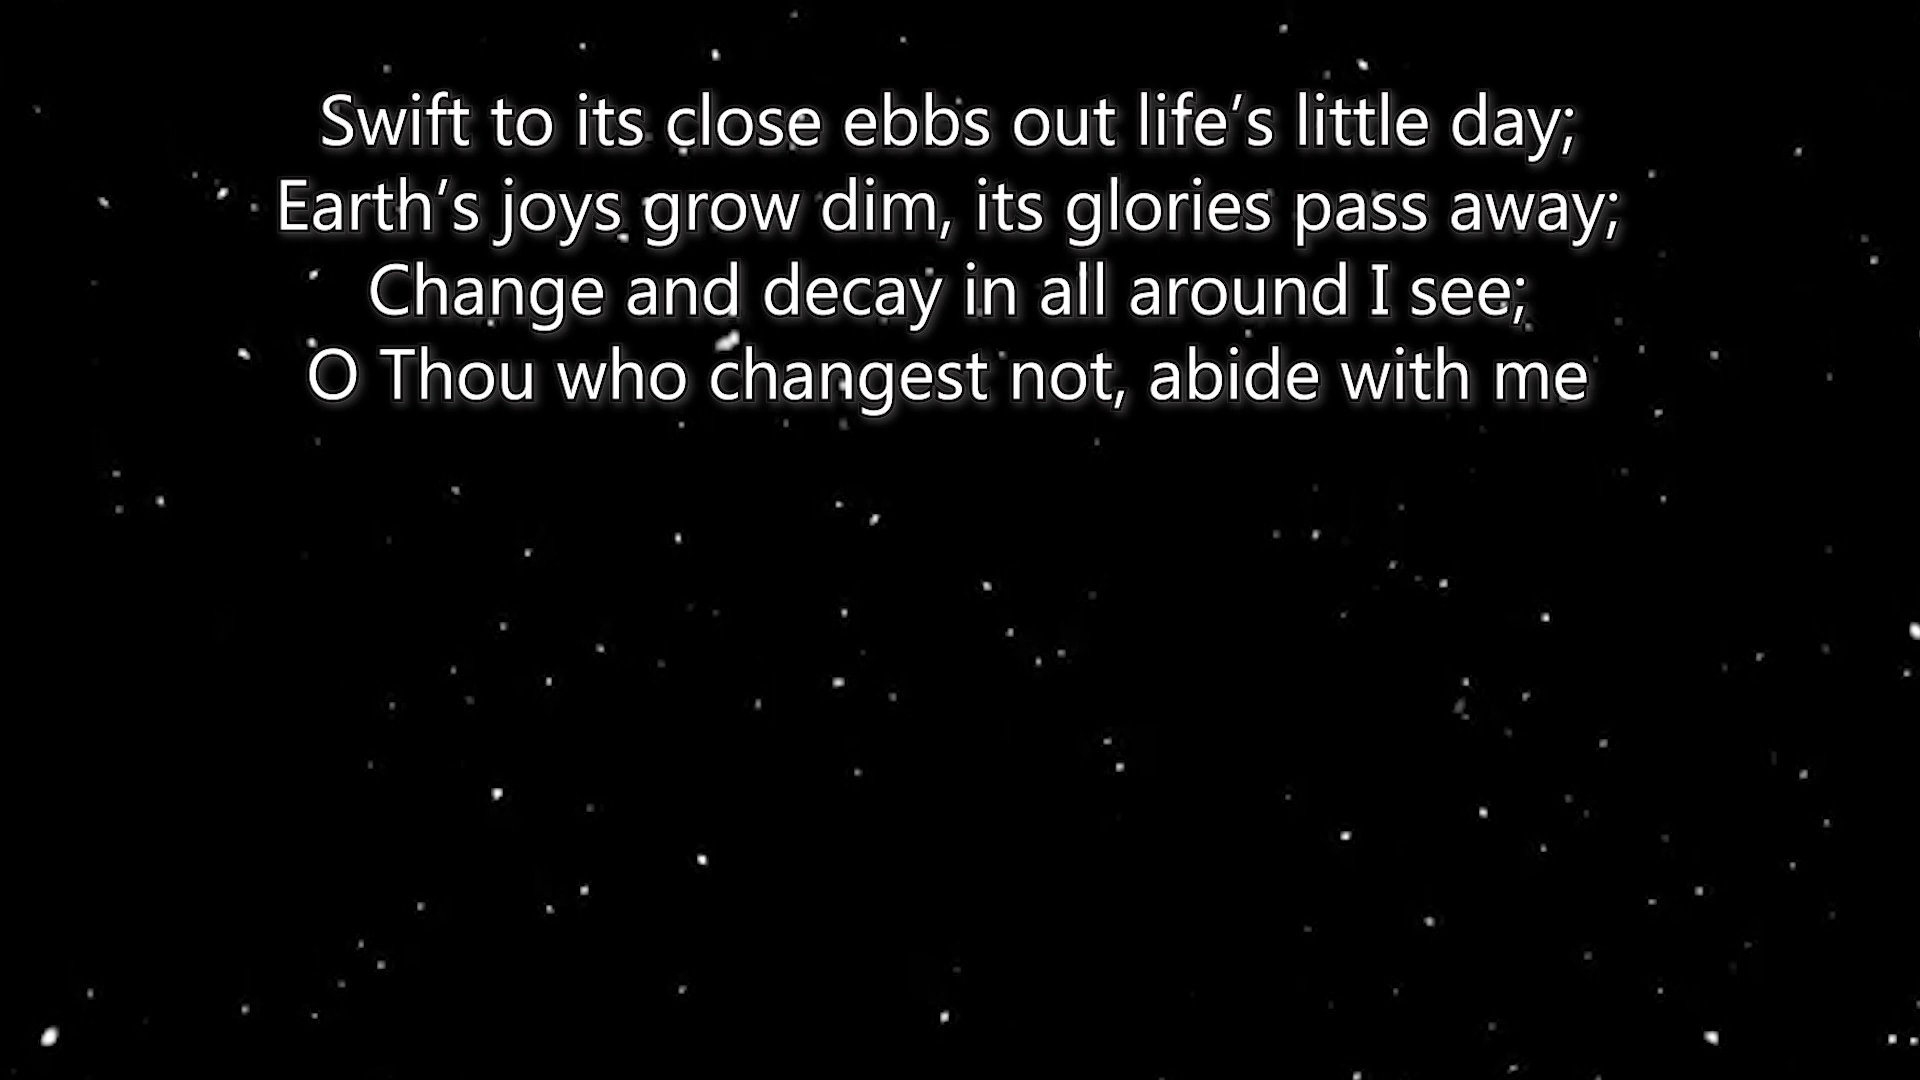 Swift to its close ebbs out life’s little day;
Earth’s joys grow dim, its glories pass away;
Change and decay in all around I see;
O Thou who changest not, abide with me